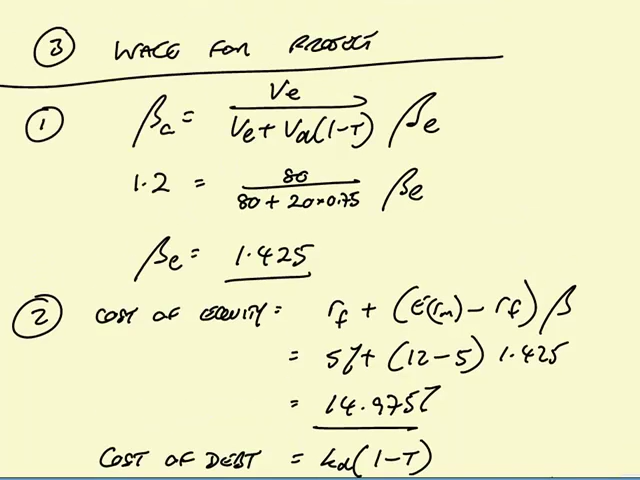 ③ WACC FOR PROJECT
① βa = Ve / (Ve + Vd(1-T)) βe
1.2 = 80 / (80 + 20×0.75) βe
βe = 1.425
② COST OF EQUITY = rf + (E(rm) - rf) β
= 5% + (12-5) 1.425
= 14.975%
COST OF DEBT = kd(1-T)